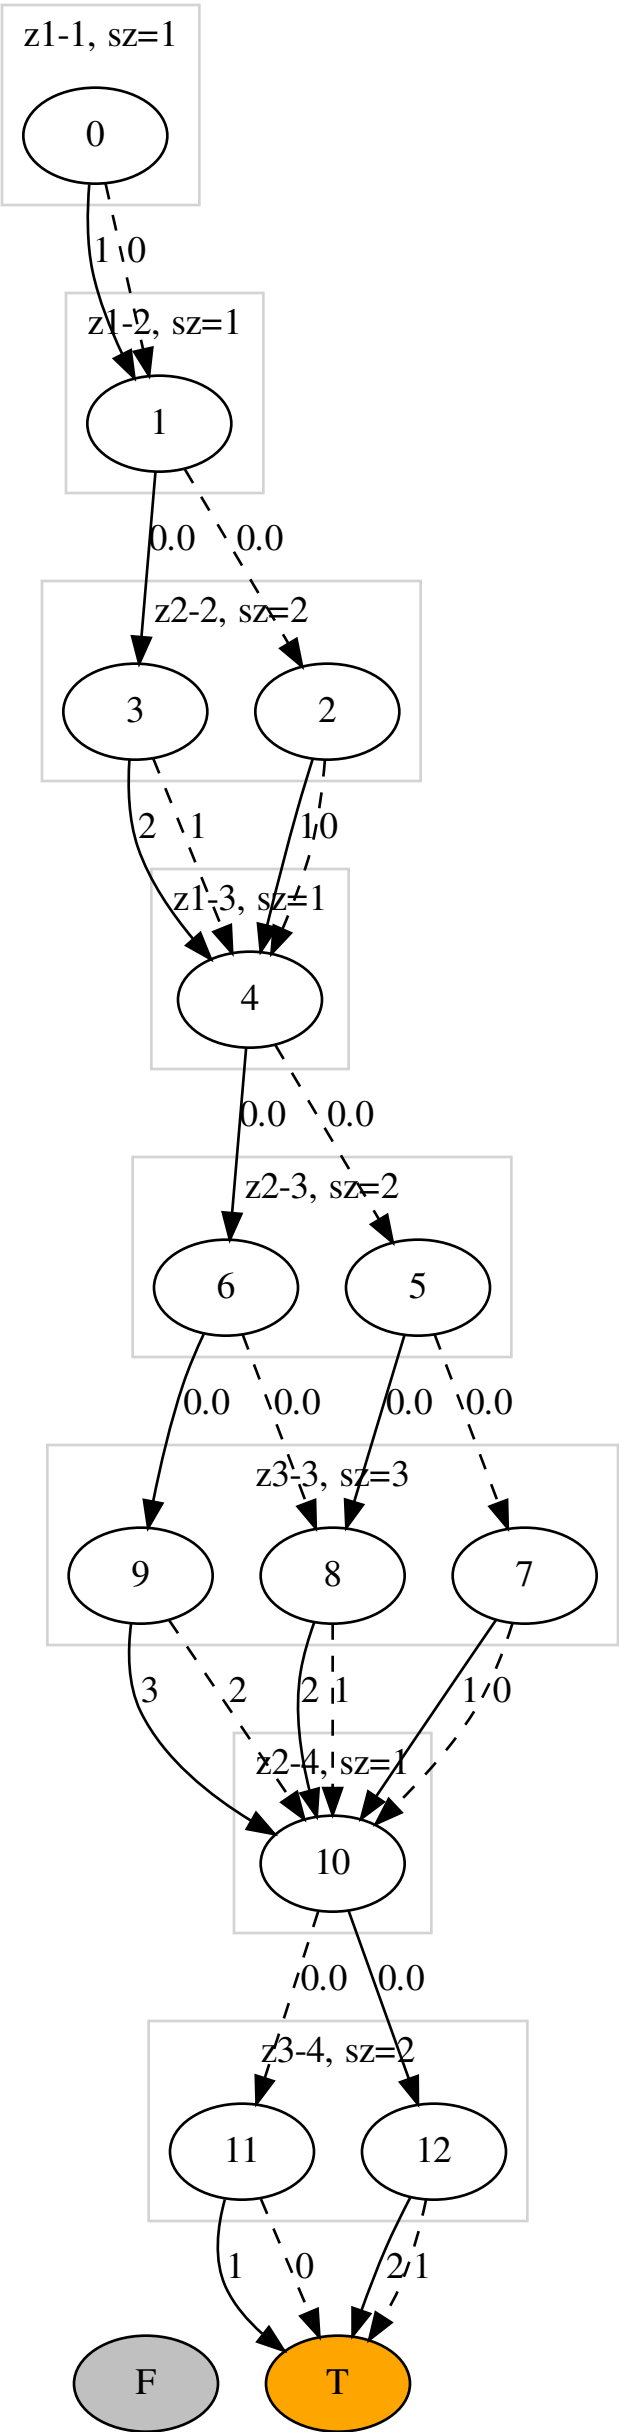 z1-1, sz=1
0
1 0
z1-2, sz=1
1
0.0 0.0
z2-2, sz=2
3 2
2 1 1 0
z1-3, sz=1
4
0.0 0.0
z2-3, sz=2
6 5
0.0 0.0 0.0 0.0
z3-3, sz=3
9 8 7
3 2 2 1 1 0
z2-4, sz=1
10
0.0 0.0
z3-4, sz=2
11 12
1 0 2 1
F T